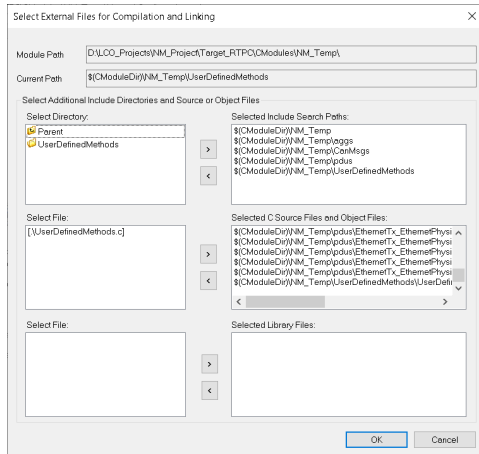 Select External Files for Compilation and Linking
Module Path
D:\LCO_Projects\NM_Project\Target_RTPC\CModules\NM_Temp\
Current Path
$(CModuleDir)\NM_Temp\UserDefinedMethods
Select Additional Include Directories and Source or Object Files
Select Directory:
Parent
UserDefinedMethods
>
<
Selected Include Search Paths:
$(CModuleDir)\NM_Temp
$(CModuleDir)\NM_Temp\aggs
$(CModuleDir)\NM_Temp\CanMsgs
$(CModuleDir)\NM_Temp\pdus
$(CModuleDir)\NM_Temp\UserDefinedMethods
Select File:
[.\UserDefinedMethods.c]
>
<
Selected C Source Files and Object Files:
$(CModuleDir)\NM_Temp\pdus\EthernetTx_EthernetPhysi
$(CModuleDir)\NM_Temp\pdus\EthernetTx_EthernetPhysi
$(CModuleDir)\NM_Temp\pdus\EthernetTx_EthernetPhysi
$(CModuleDir)\NM_Temp\pdus\EthernetTx_EthernetPhysi
$(CModuleDir)\NM_Temp\pdus\EthernetTx_EthernetPhysi
$(CModuleDir)\NM_Temp\UserDefinedMethods\UserDefin
Select File:
>
<
Selected Library Files:
OK
Cancel